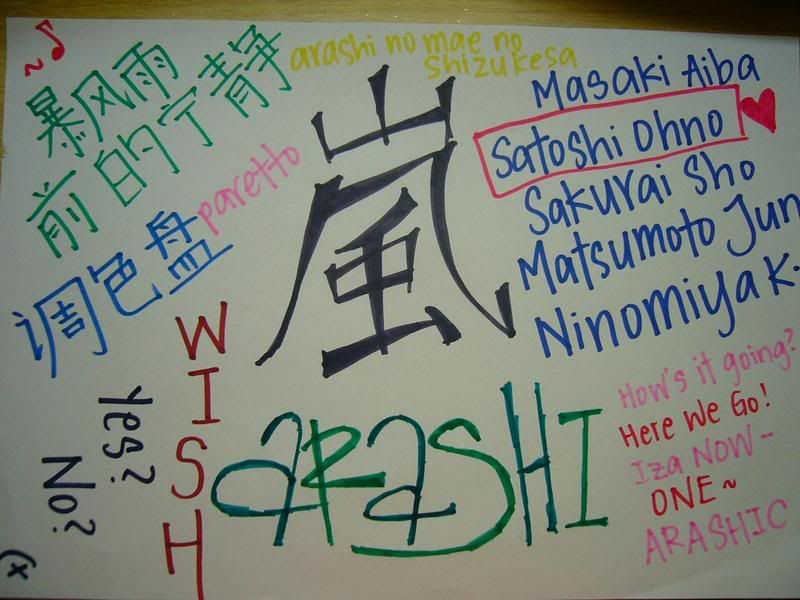 暴风雨
前的宁静
arashi no mae no
shizukesa
调色盘
paretto
嵐
Masaki Aiba
Satoshi Ohno
Sakurai Sho
Matsumoto Jun
Ninomiya K.
WISH
Yes?
No?
arashi
How's it going?
Here We Go!
Iza NOW-
ONE~
ARASHIC
(x